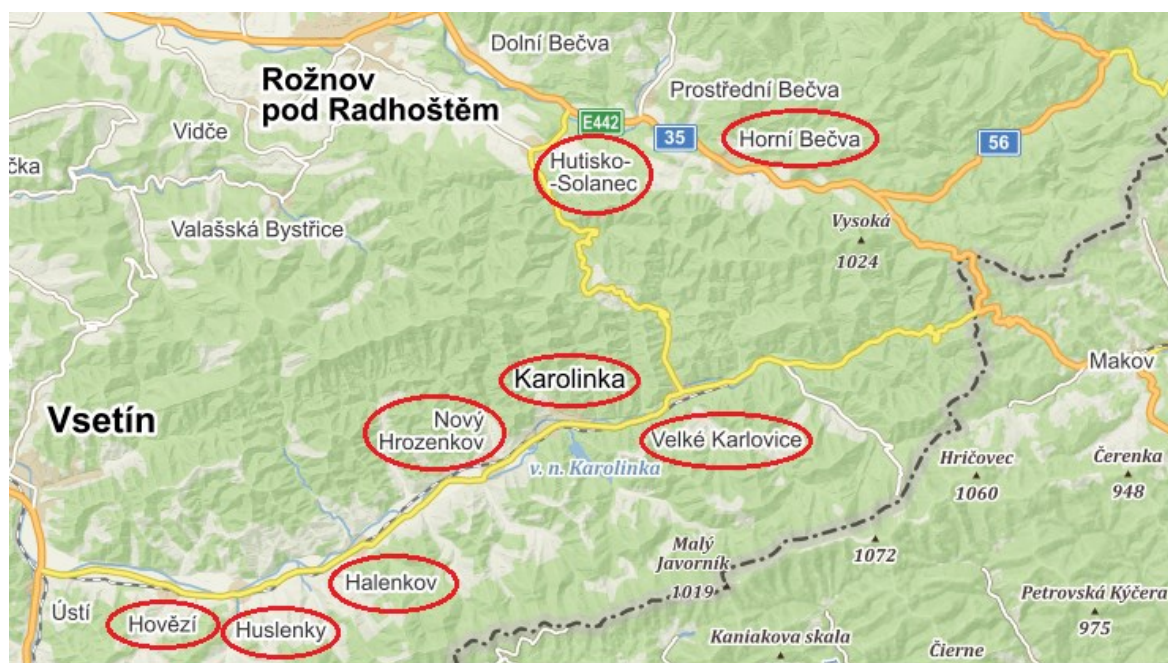 Dolní Bečva
Rožnov
pod Radhoštěm
Prostřední Bečva
E442
35
Horní Bečva
56
Vidče
čka
Hutisko-
-Solanec
Valašská Bystřice
Vysoká
1024
Karolinka
Makov
Vsetín
Nový
Hrozenkov
Velké Karlovice
v. n. Karolinka
Hričovec
1060
Čerenka
948
Malý
Javorník
1019
1072
Halenkov
Petrovská Kýčera
975
Ústí
Hovězí
Huslenky
Kaniakova skala
Čierne